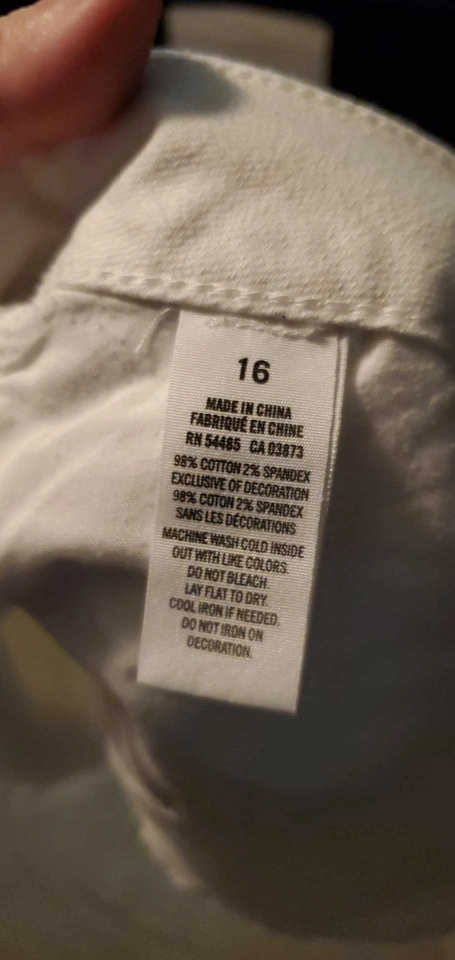 16
MADE IN CHINA
FABRIQUÉ EN CHINE
RN 54485 CA 03873
98% COTTON 2% SPANDEX
EXCLUSIVE OF DECORATION
98% COTON 2% SPANDEX
SANS LES DÉCORATIONS
MACHINE WASH COLD INSIDE
OUT WITH LIKE COLORS.
DO NOT BLEACH.
LAY FLAT TO DRY.
COOL IRON IF NEEDED.
DO NOT IRON ON
DECORATION.